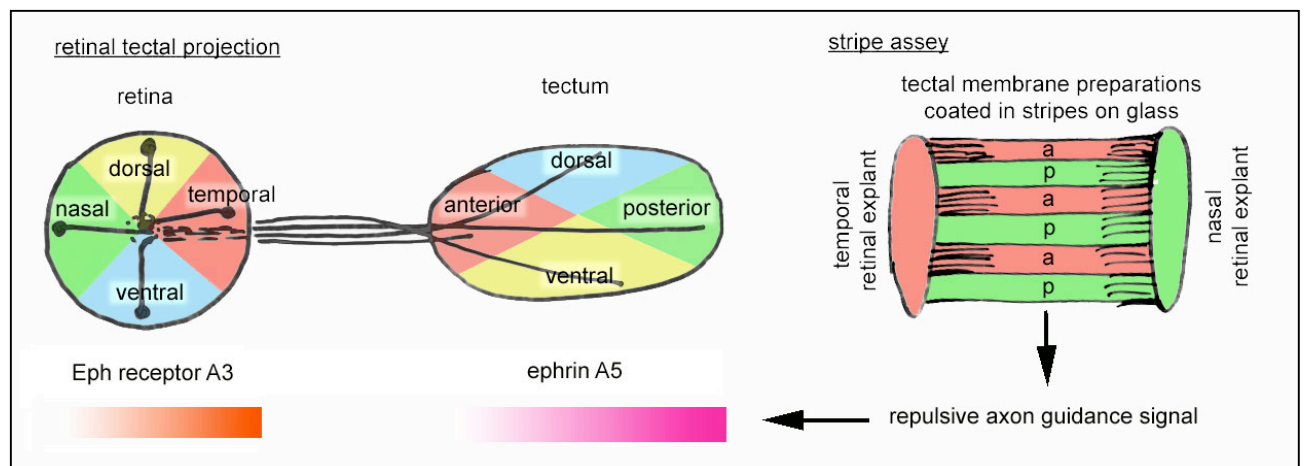 retinal tectal projection
retina
dorsal
temporal
nasal
ventral
tectum
dorsal
anterior
posterior
ventral
stripe assey
tectal membrane preparations
coated in stripes on glass
temporal
retinal explant
a
p
a
p
a
p
nasal
retinal explant
Eph receptor A3
ephrin A5
repulsive axon guidance signal